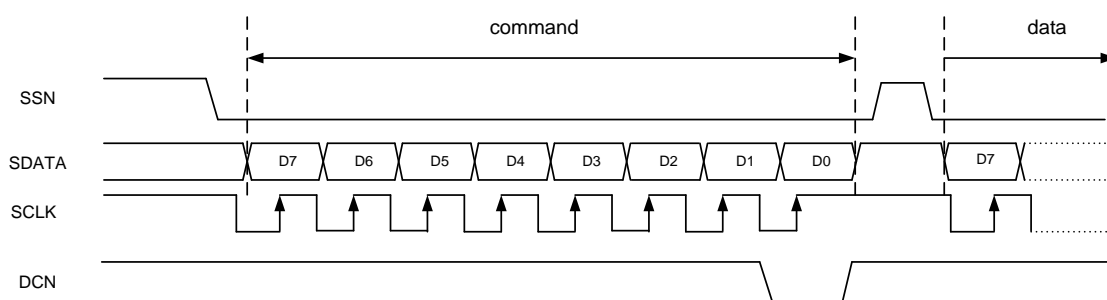 command data
SSN
SDATA D7 D6 D5 D4 D3 D2 D1 D0 D7
SCLK
DCN